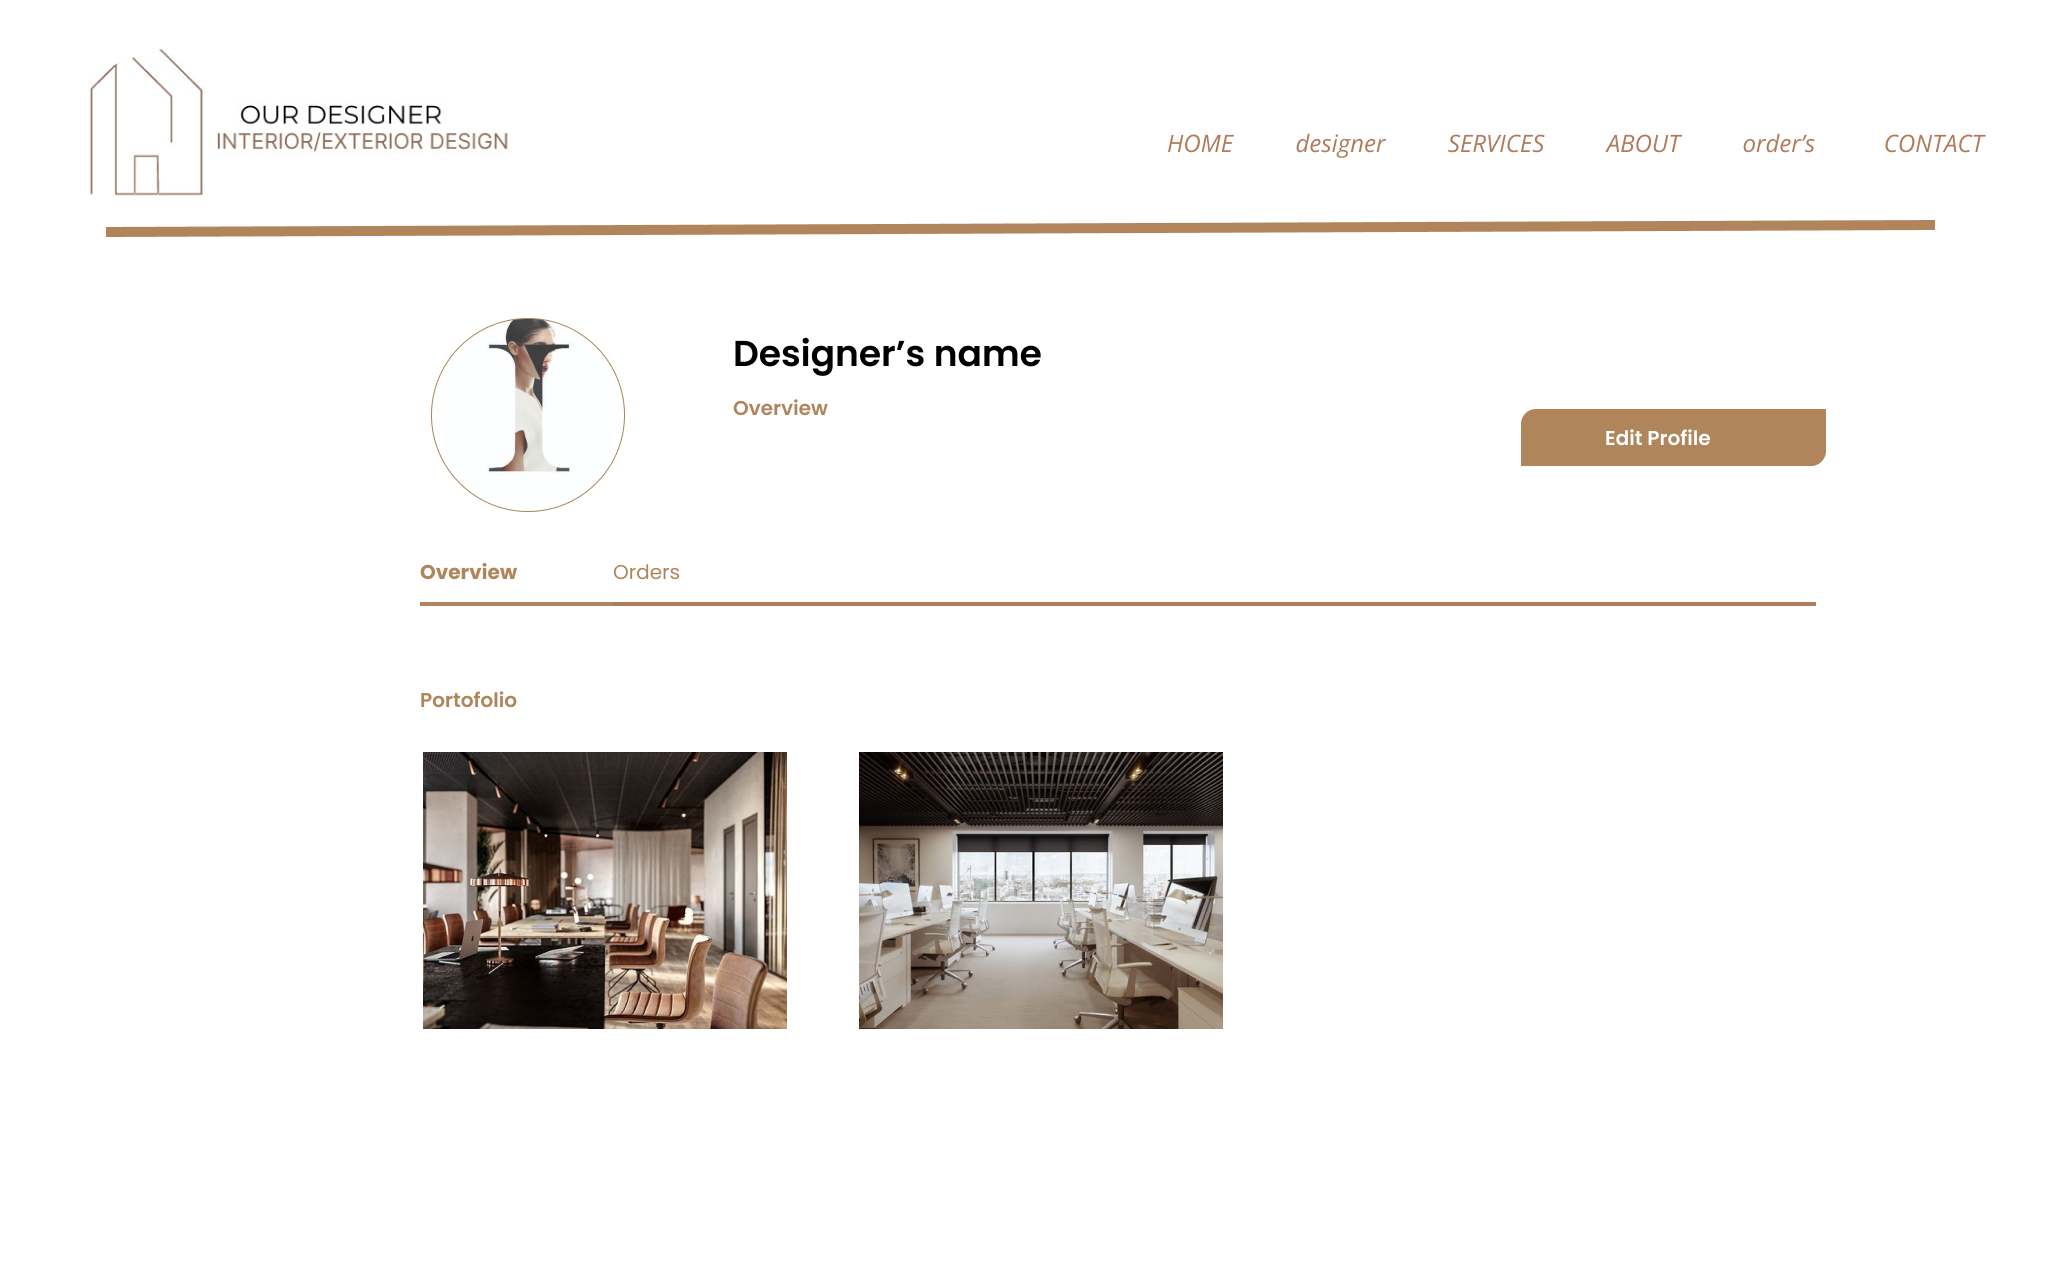 OUR DESIGNER
INTERIOR/EXTERIOR DESIGN
HOME designer SERVICES ABOUT order’s CONTACT
Designer’s name
Overview
Edit Profile
Overview Orders
Portofolio